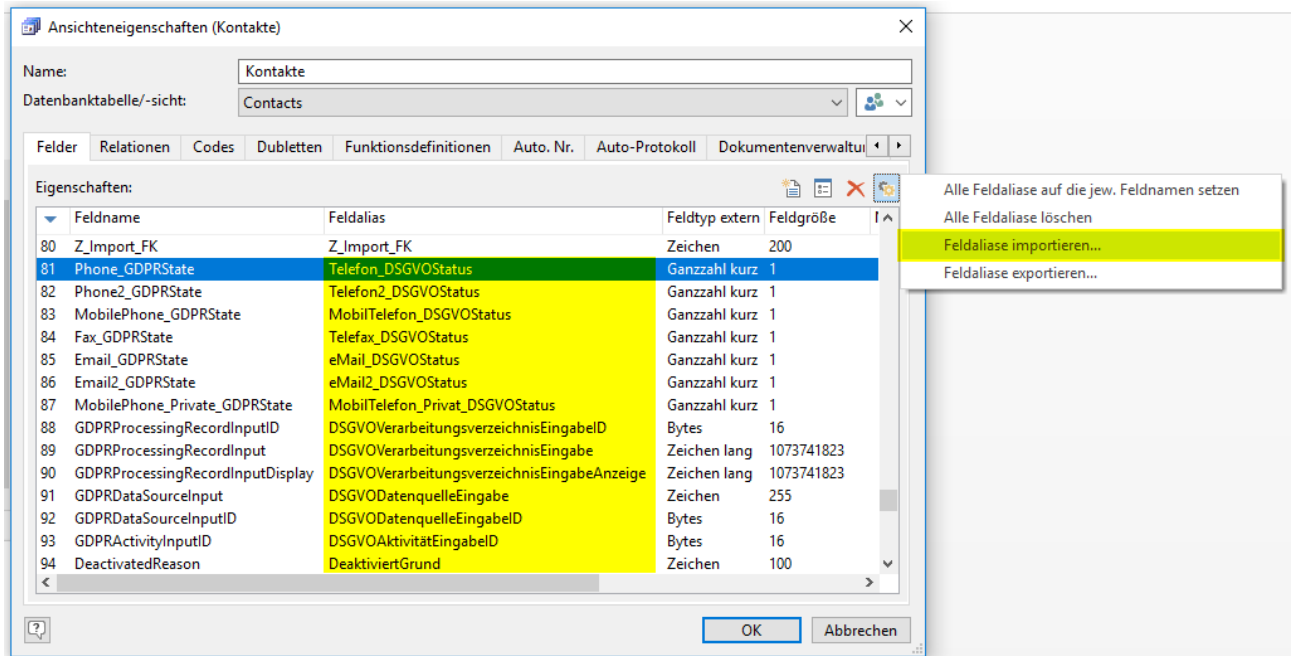 Ansichteneigenschaften (Kontakte)
Name: Kontakte
Datenbanktabelle/-sicht: Contacts
Felder Relationen Codes Dubletten Funktionsdefinitionen Auto. Nr. Auto-Protokoll Dokumentenverwaltu
Eigenschaften:
Feldname Feldalias Feldtyp extern Feldgröße
80 Z_Import_FK Z_Import_FK Zeichen 200
81 Phone_GDPRState Telefon_DSGVOStatus Ganzzahl kurz 1
82 Phone2_GDPRState Telefon2_DSGVOStatus Ganzzahl kurz 1
83 MobilePhone_GDPRState MobilTelefon_DSGVOStatus Ganzzahl kurz 1
84 Fax_GDPRState Telefax_DSGVOStatus Ganzzahl kurz 1
85 Email_GDPRState eMail_DSGVOStatus Ganzzahl kurz 1
86 Email2_GDPRState eMail2_DSGVOStatus Ganzzahl kurz 1
87 MobilePhone_Private_GDPRState MobilTelefon_Privat_DSGVOStatus Ganzzahl kurz 1
88 GDPRProcessingRecordInputID DSGVOVerarbeitungsverzeichnisEingabeID Bytes 16
89 GDPRProcessingRecordInput DSGVOVerarbeitungsverzeichnisEingabe Zeichen lang 1073741823
90 GDPRProcessingRecordInputDisplay DSGVOVerarbeitungsverzeichnisEingabeAnzeige Zeichen lang 1073741823
91 GDPRDataSourceInput DSGVODatenquelleEingabe Zeichen 255
92 GDPRDataSourceInputID DSGVODatenquelleEingabeID Bytes 16
93 GDPRActivityInputID DSGVOAktivitätEingabeID Bytes 16
94 DeactivatedReason DeaktiviertGrund Zeichen 100
OK Abbrechen
Alle Feldaliase auf die jew. Feldnamen setzen
Alle Feldaliase löschen
Feldaliase importieren...
Feldaliase exportieren...